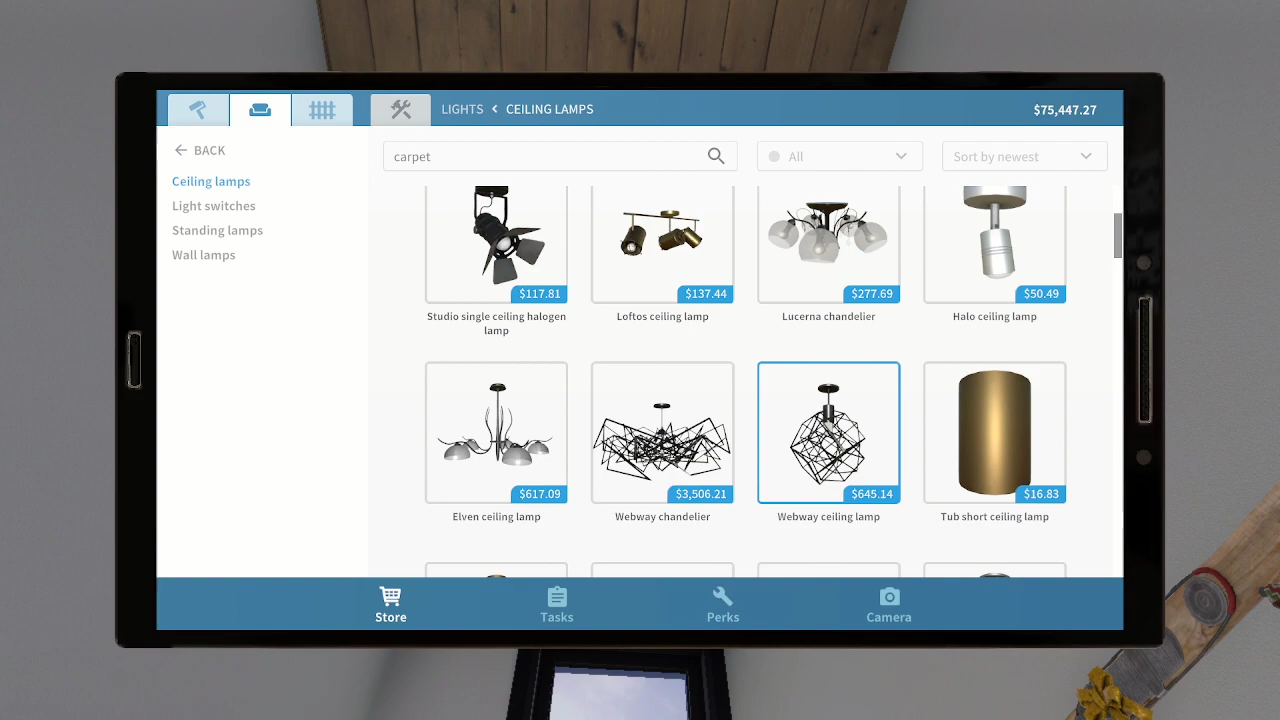 LIGHTS < CEILING LAMPS
$75,447.27
BACK
Ceiling lamps
Light switches
Standing lamps
Wall lamps
carpet
All
Sort by newest
$117.81
$137.44
$277.69
$50.49
Studio single ceiling halogen
lamp
Loftos ceiling lamp
Lucerna chandelier
Halo ceiling lamp
$617.09
$3,506.21
$645.14
$16.83
Elven ceiling lamp
Webway chandelier
Webway ceiling lamp
Tub short ceiling lamp
Store
Tasks
Perks
Camera